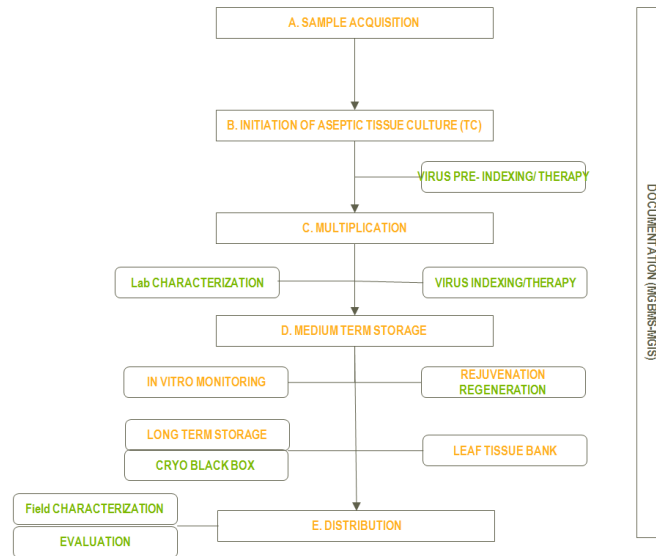 A. SAMPLE ACQUISITION
B. INITIATION OF ASEPTIC TISSUE CULTURE (TC)
VIRUS PRE- INDEXING/ THERAPY
C. MULTIPLICATION
Lab CHARACTERIZATION
VIRUS INDEXING/THERAPY
D. MEDIUM TERM STORAGE
IN VITRO MONITORING
REJUVENATION
REGENERATION
LONG TERM STORAGE
CRYO BLACK BOX
LEAF TISSUE BANK
Field CHARACTERIZATION
EVALUATION
E. DISTRIBUTION
DOCUMENTATION (MGBMS-MGIS)